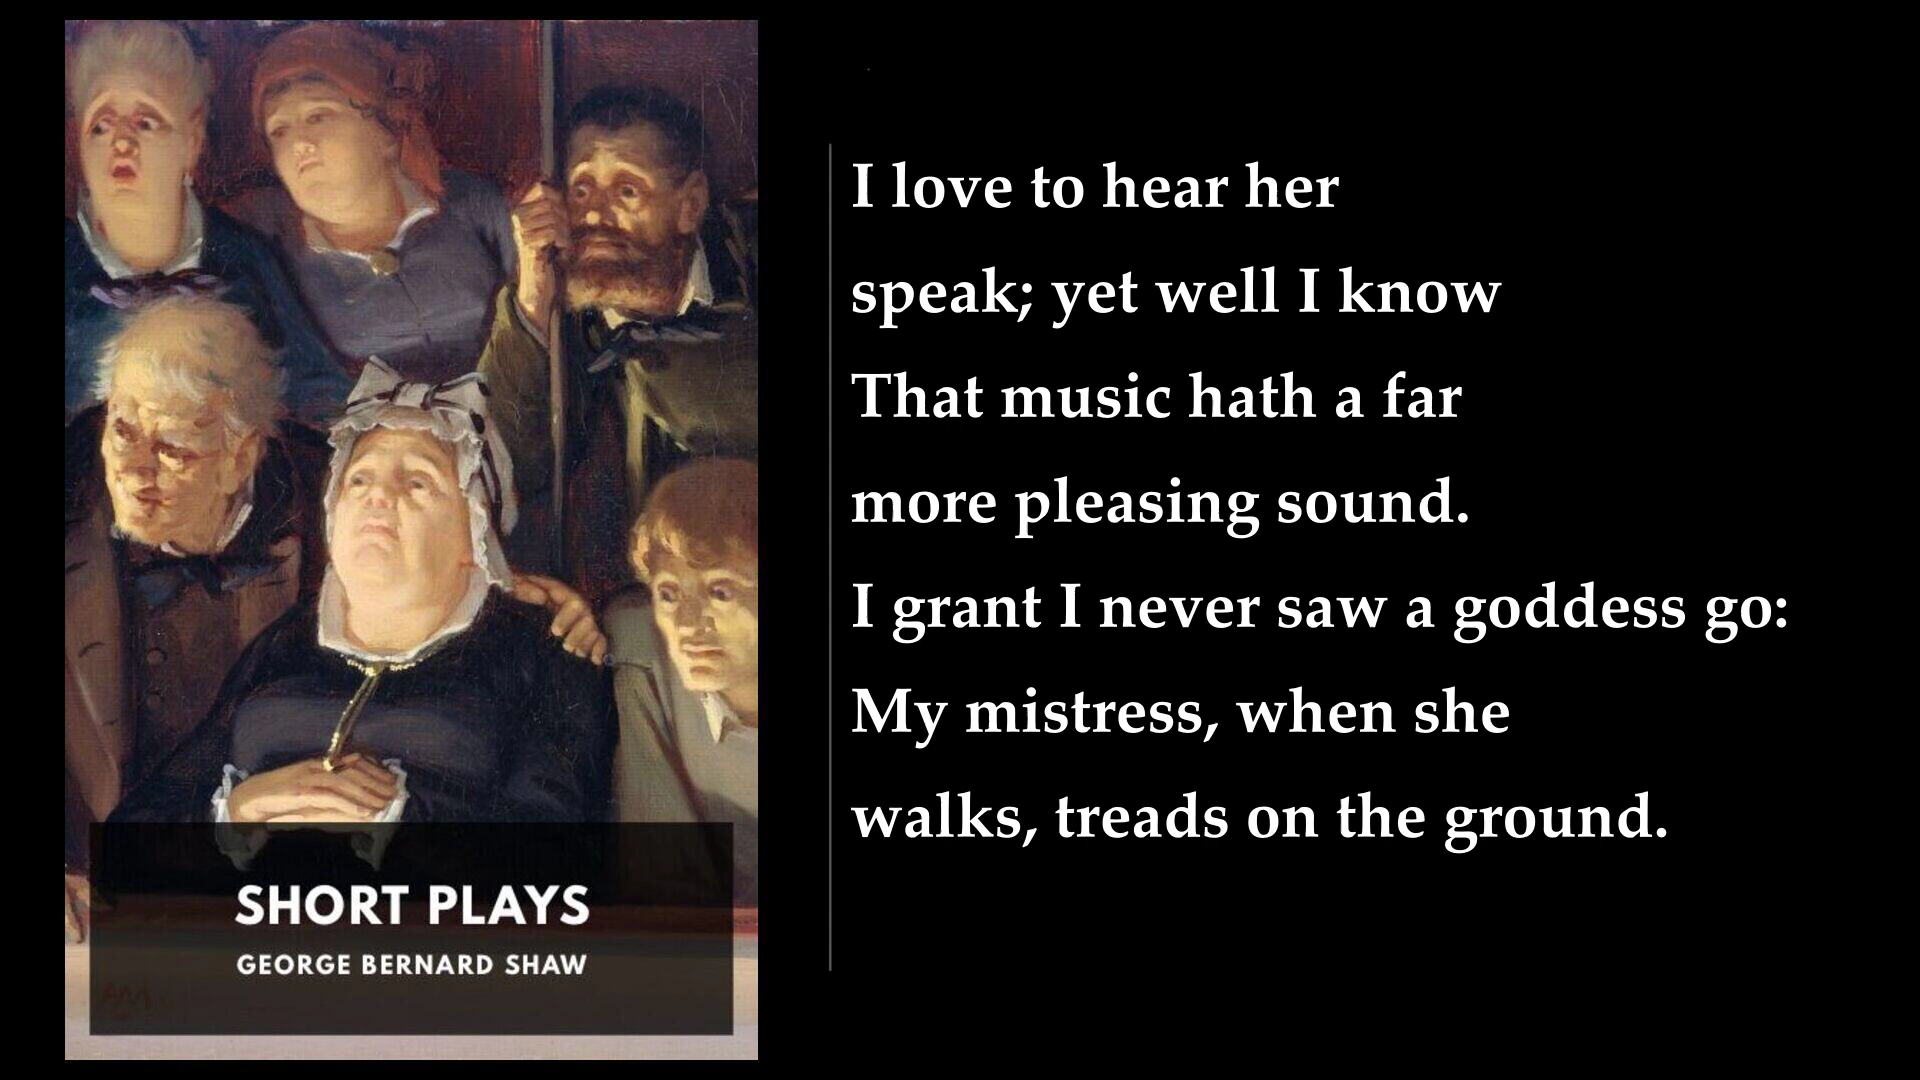 I love to hear her
speak; yet well I know
That music hath a far
more pleasing sound.
I grant I never saw a goddess go:
My mistress, when she
walks, treads on the ground.
SHORT PLAYS
GEORGE BERNARD SHAW